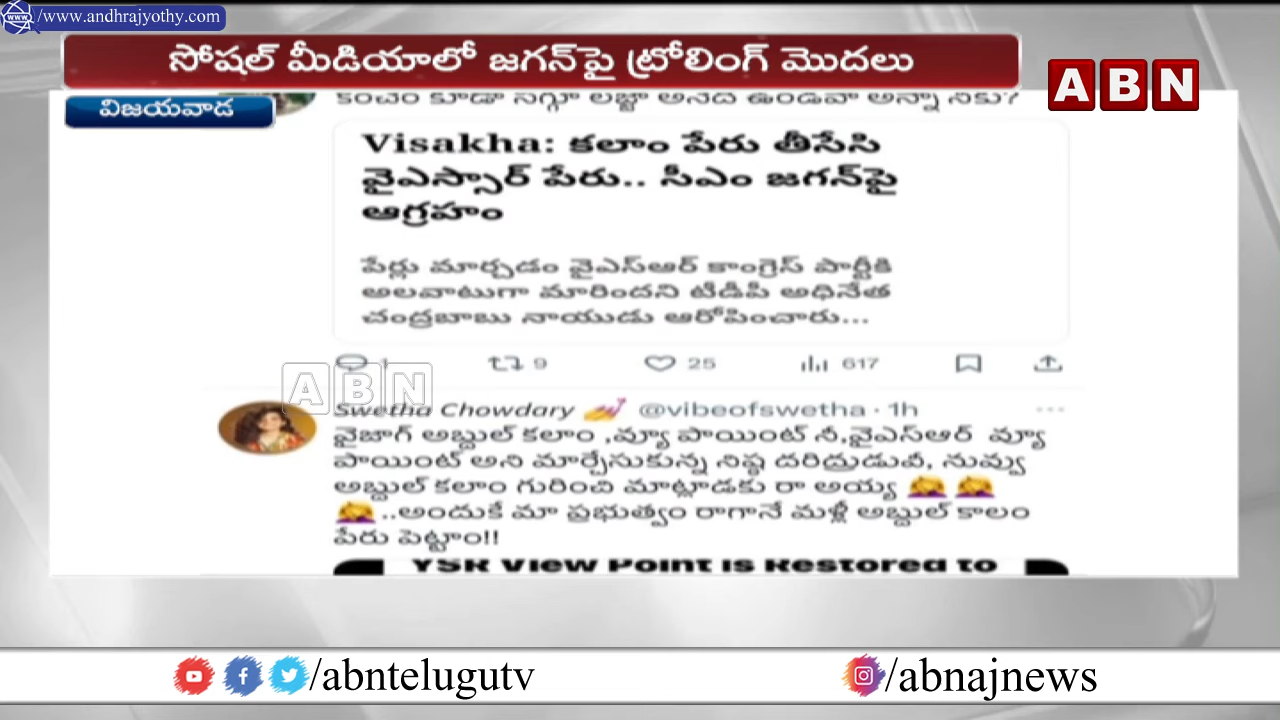 /www.andhrajyothy.com
సోషల్ మీడియాలో జగన్‌పై ట్రోలింగ్ మొదలు
ABN
విజయవాడ
కంచెం కూడా సిగ్గూ లజ్జా అనేది ఉండవా అన్నా నీకు?
Visakha: కలాం పేరు తీసేసి
వైఎస్సార్ పేరు.. సీఎం జగన్‌పై
ఆగ్రహం
పేర్లు మార్చడం వైఎస్ఆర్ కాంగ్రెస్ పార్టీకి
అలవాటుగా మారిందని టీడీపీ అధినేత
చంద్రబాబు నాయుడు ఆరోపించారు...
1 9 25 617
ABN
Swetha Chowdary 💅 @vibeofswetha · 1h
వైజాగ్ అబ్దుల్ కలాం ,వ్యూ పాయింట్ నీ,వైఎస్ఆర్ వ్యూ
పాయింట్ అని మార్చేసుకున్న నిష్ఠ దరిద్రుడువి, నువ్వు
అబ్దుల్ కలాం గురించి మాట్లాడకు రా అయ్య 🤦‍♀️ 🤦‍♀️
🤦‍♀️..అందుకే మా ప్రభుత్వం రాగానే మళ్లీ అబ్దుల్ కాలం
పేరు పెట్టాం!!
YSR View Point is Restored to
/abntelugutv
/abnajnews